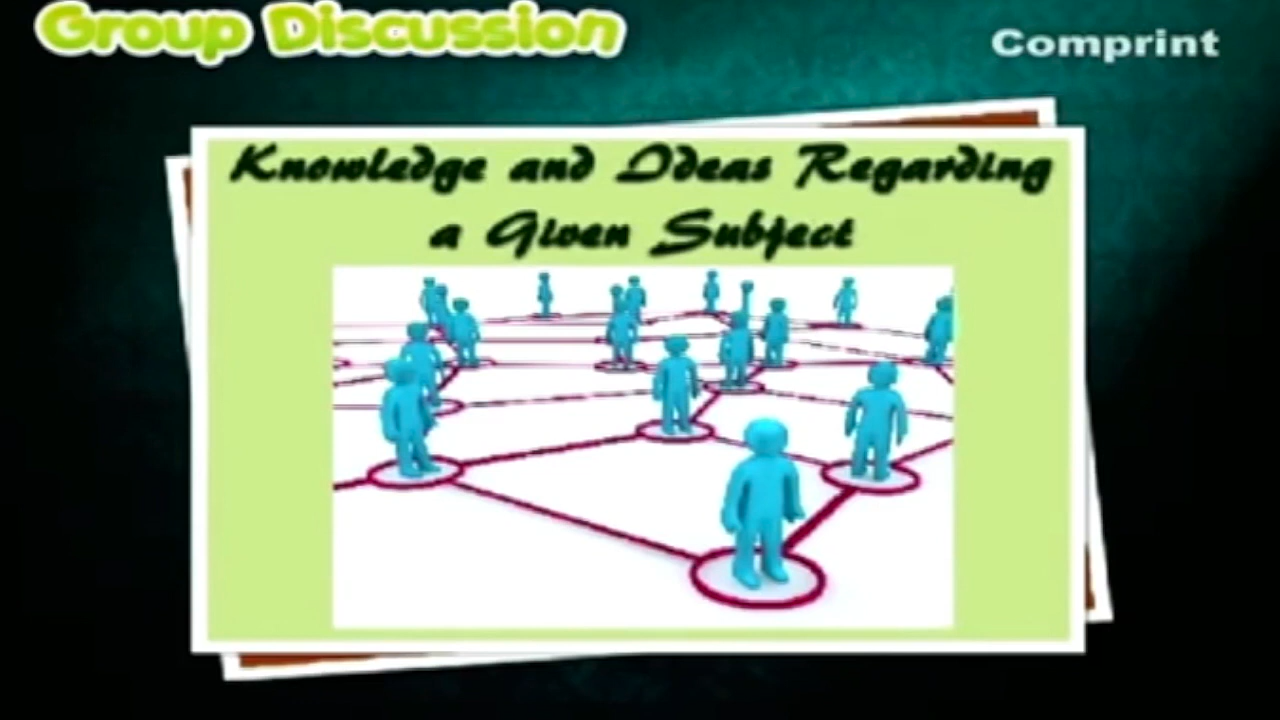 Group Discussion
Comprint
Knowledge and Ideas Regarding
a Given Subject